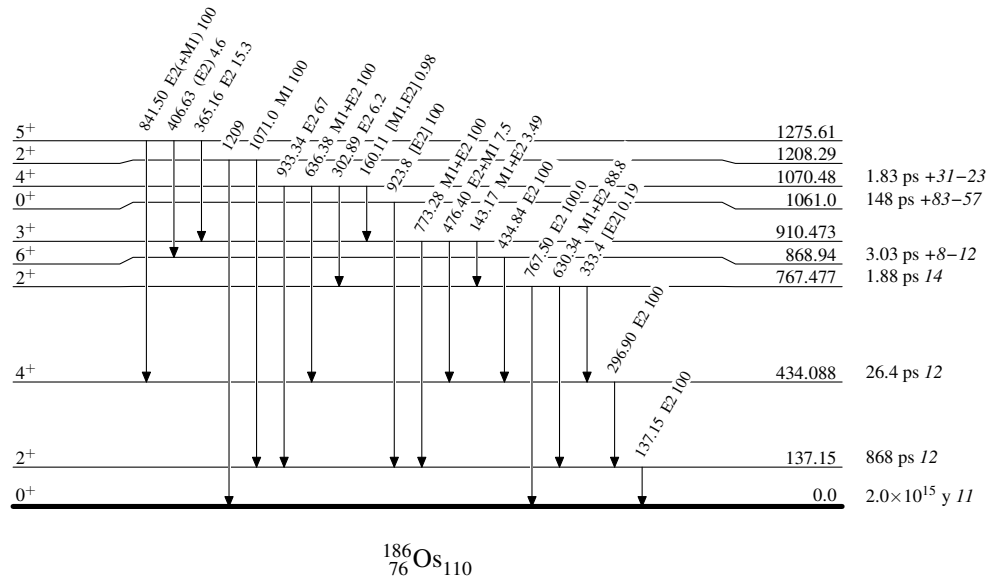 841.50 E2(+M1) 100
406.63 (E2) 4.6
365.16 E2 15.3
1209
1071.0 M1 100
933.34 E2 67
636.38 M1+E2 100
302.89 E2 6.2
160.11 [M1,E2] 0.98
923.8 [E2] 100
773.28 M1+E2 100
476.40 E2+M1 7.5
143.17 M1+E2 3.49
434.84 E2 100
767.50 E2 100.0
630.34 M1+E2 88.8
333.4 [E2] 0.19
296.90 E2 100
137.15 E2 100
5⁺ 1275.61
2⁺ 1208.29
4⁺ 1070.48 1.83 ps +31−23
0⁺ 1061.0 148 ps +83−57
3⁺ 910.473
6⁺ 868.94 3.03 ps +8−12
2⁺ 767.477 1.88 ps 14
4⁺ 434.088 26.4 ps 12
2⁺ 137.15 868 ps 12
0⁺ 0.0 2.0×10¹⁵ y 11
¹⁸⁶₇₆Os₁₁₀